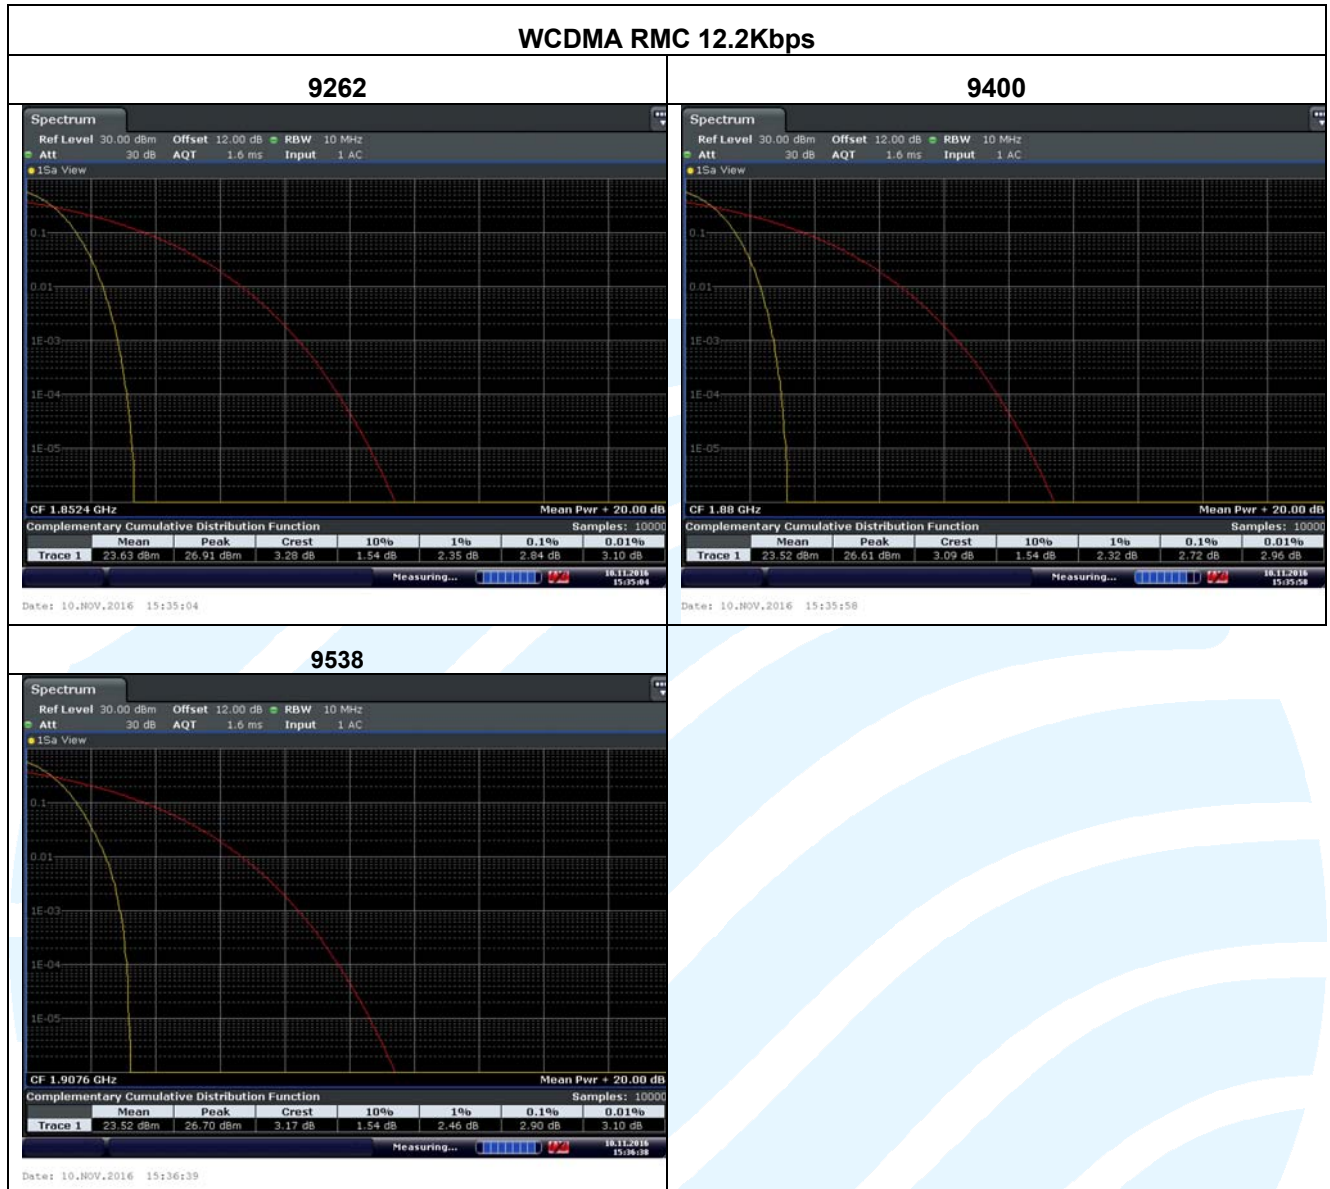 WCDMA RMC 12.2Kbps
9262
9400
Spectrum
Ref Level 30.00 dBm Offset 12.00 dB RBW 10 MHz
Att 30 dB AQT 1.6 ms Input 1 AC
1Sa View
0.1
0.01
1E-03
1E-04
1E-05
CF 1.8524 GHz Mean Pwr + 20.00 dB
Complementary Cumulative Distribution Function Samples: 10000
Mean Peak Crest 10% 1% 0.1% 0.01%
Trace 1 23.63 dBm 26.91 dBm 3.28 dB 1.54 dB 2.35 dB 2.84 dB 3.10 dB
Measuring... 10.11.2016
15:35:04
Date: 10.NOV.2016 15:35:04
Spectrum
Ref Level 30.00 dBm Offset 12.00 dB RBW 10 MHz
Att 30 dB AQT 1.6 ms Input 1 AC
1Sa View
0.1
0.01
1E-03
1E-04
1E-05
CF 1.88 GHz Mean Pwr + 20.00 dB
Complementary Cumulative Distribution Function Samples: 1000
Mean Peak Crest 10% 1% 0.1% 0.01%
Trace 1 23.52 dBm 26.61 dBm 3.09 dB 1.54 dB 2.32 dB 2.72 dB 2.96 dB
Measuring... 10.11.2016
15:35:58
Date: 10.NOV.2016 15:35:58
9538
Spectrum
Ref Level 30.00 dBm Offset 12.00 dB RBW 10 MHz
Att 30 dB AQT 1.6 ms Input 1 AC
1Sa View
0.1
0.01
1E-03
1E-04
1E-05
CF 1.9076 GHz Mean Pwr + 20.00 dB
Complementary Cumulative Distribution Function Samples: 10000
Mean Peak Crest 10% 1% 0.1% 0.01%
Trace 1 23.52 dBm 26.70 dBm 3.17 dB 1.54 dB 2.46 dB 2.90 dB 3.10 dB
Measuring... 10.11.2016
15:36:38
Date: 10.NOV.2016 15:36:39